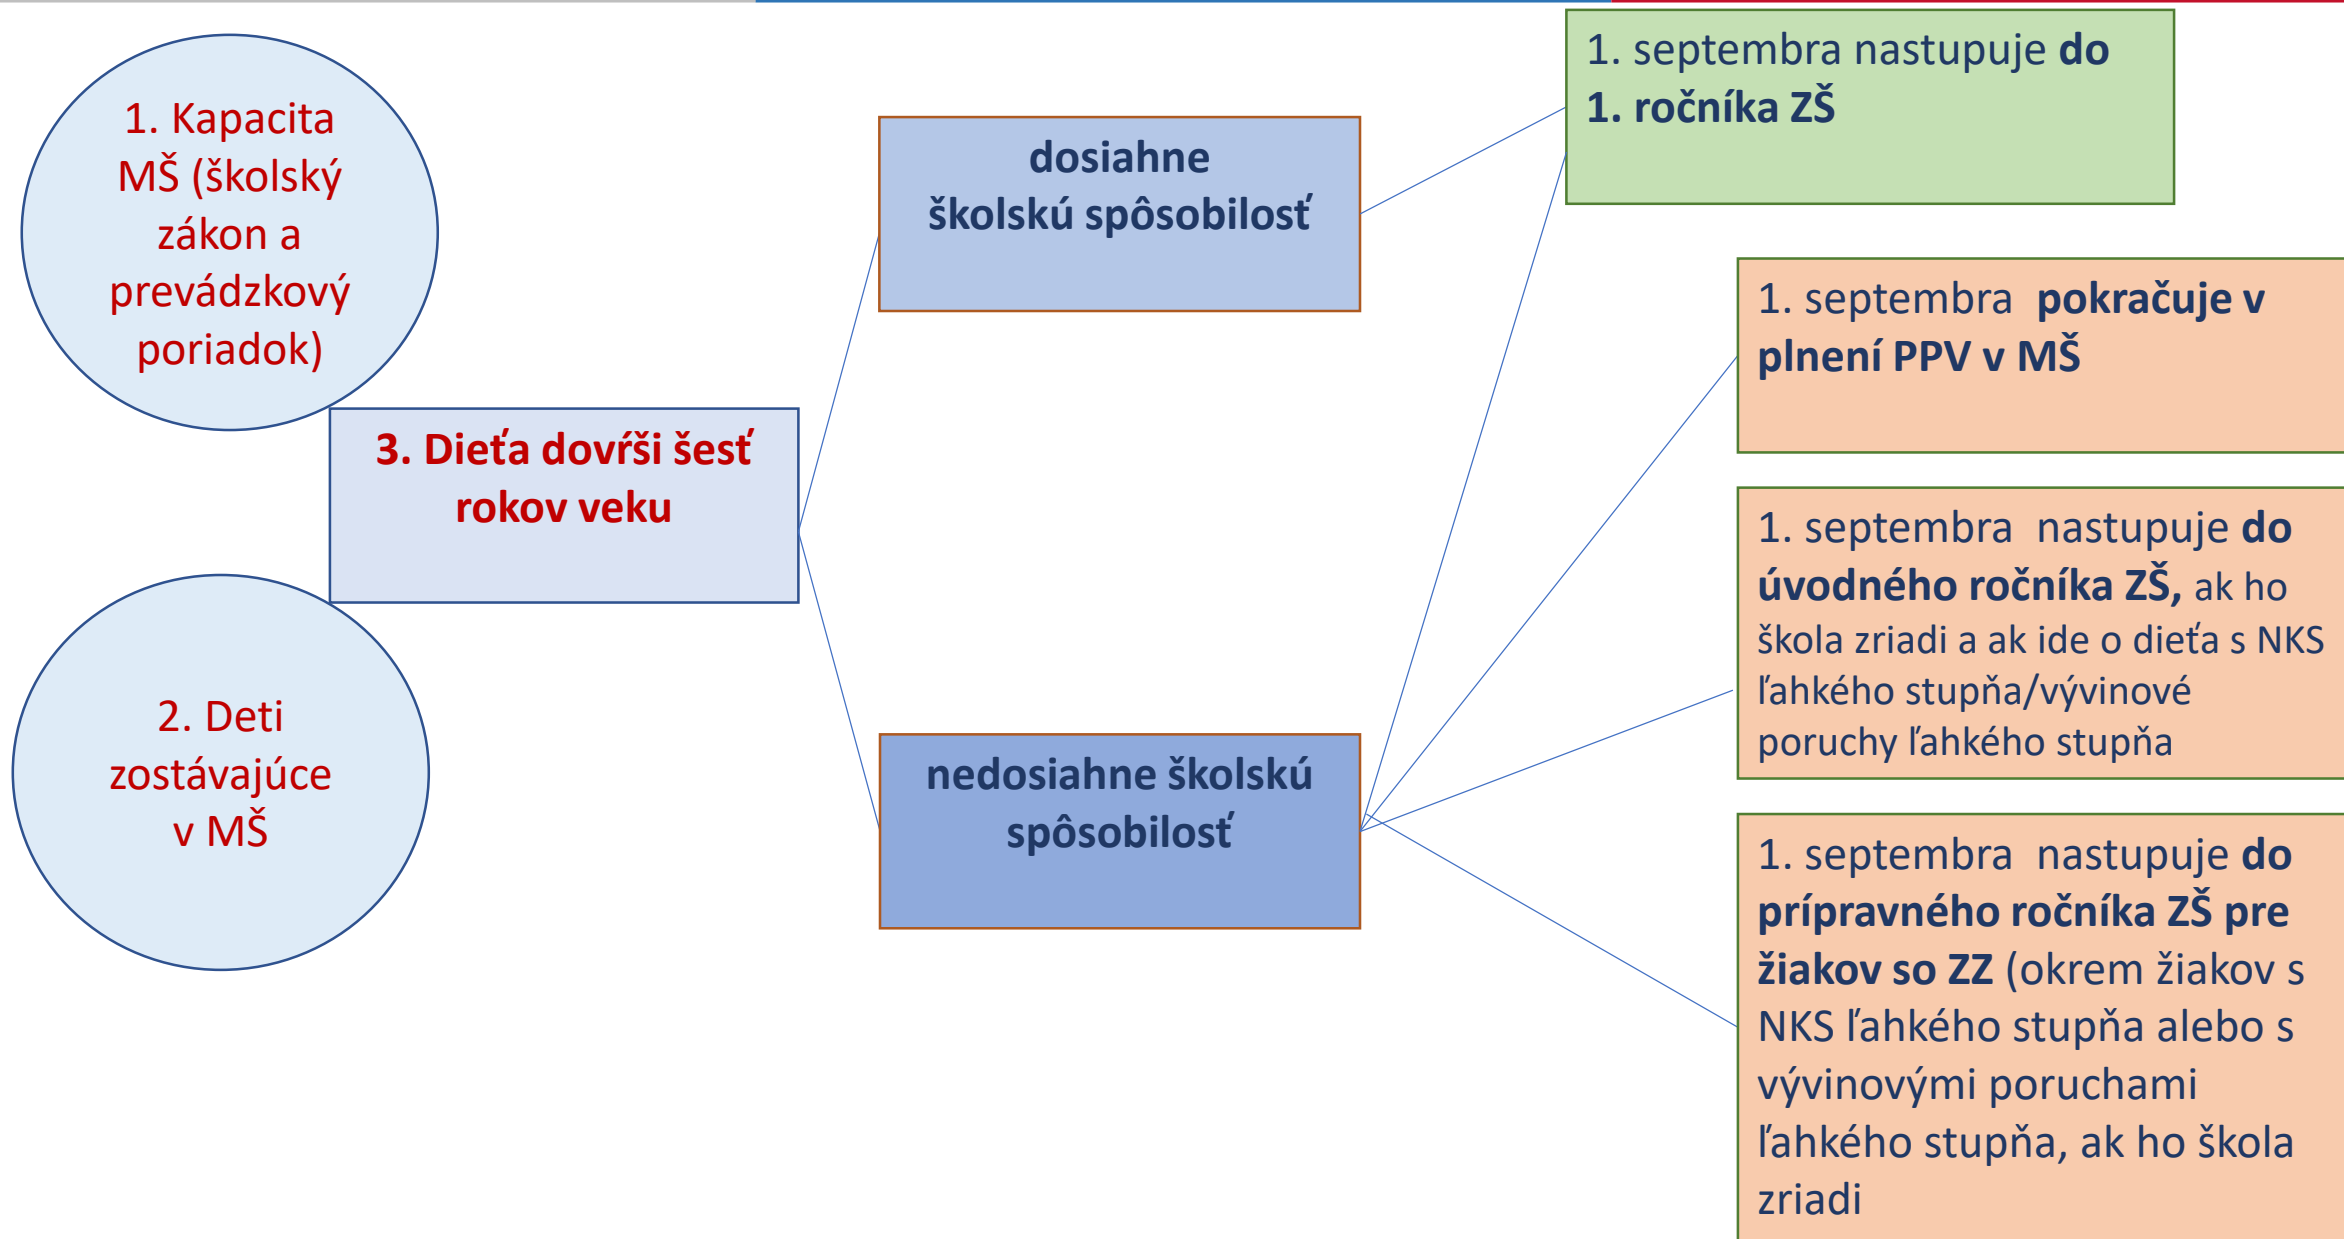 1. Kapacita
MŠ (školský
zákon a
prevádzkový
poriadok)
2. Deti
zostávajúce
v MŠ
3. Dieťa dovŕši šesť
rokov veku
dosiahne
školskú spôsobilosť
nedosiahne školskú
spôsobilosť
1. septembra nastupuje do
1. ročníka ZŠ
1. septembra pokračuje v
plnení PPV v MŠ
1. septembra nastupuje do
úvodného ročníka ZŠ, ak ho
škola zriadi a ak ide o dieťa s NKS
ľahkého stupňa/vývinové
poruchy ľahkého stupňa
1. septembra nastupuje do
prípravného ročníka ZŠ pre
žiakov so ZZ (okrem žiakov s
NKS ľahkého stupňa alebo s
vývinovými poruchami
ľahkého stupňa, ak ho škola
zriadi